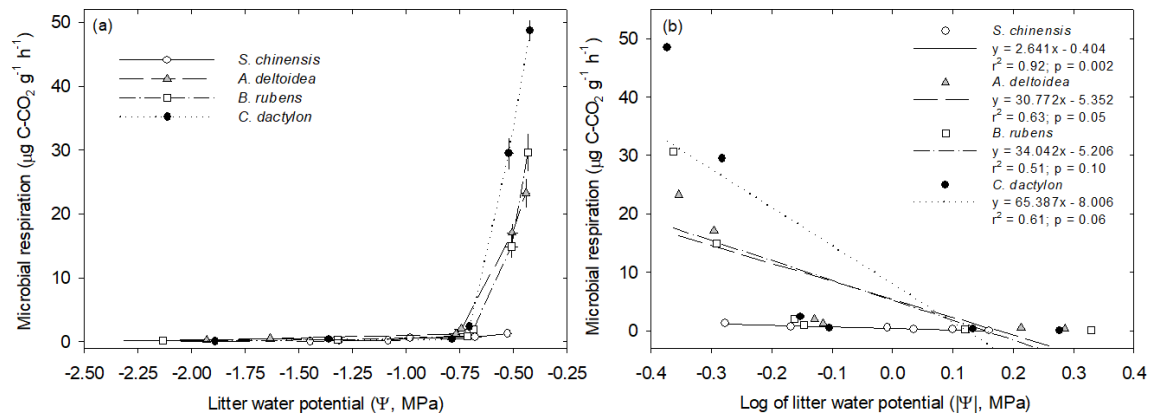 (a)
S. chinensis
A. deltoidea
B. rubens
C. dactylon
50
40
30
20
10
0
Microbial respiration (µg C-CO2 g-1 h-1)
-2.50 -2.25 -2.00 -1.75 -1.50 -1.25 -1.00 -0.75 -0.50 -0.25
Litter water potential (Ψ, MPa)
(b)
S. chinensis
y = 2.641x - 0.404
r2 = 0.92; p = 0.002
A. deltoidea
y = 30.772x - 5.352
r2 = 0.63; p = 0.05
B. rubens
y = 34.042x - 5.206
r2 = 0.51; p = 0.10
C. dactylon
y = 65.387x - 8.006
r2 = 0.61; p = 0.06
50
40
30
20
10
0
Microbial respiration (µg C-CO2 g-1 h-1)
-0.4 -0.3 -0.2 -0.1 0.0 0.1 0.2 0.3 0.4
Log of litter water potential (|Ψ|, MPa)